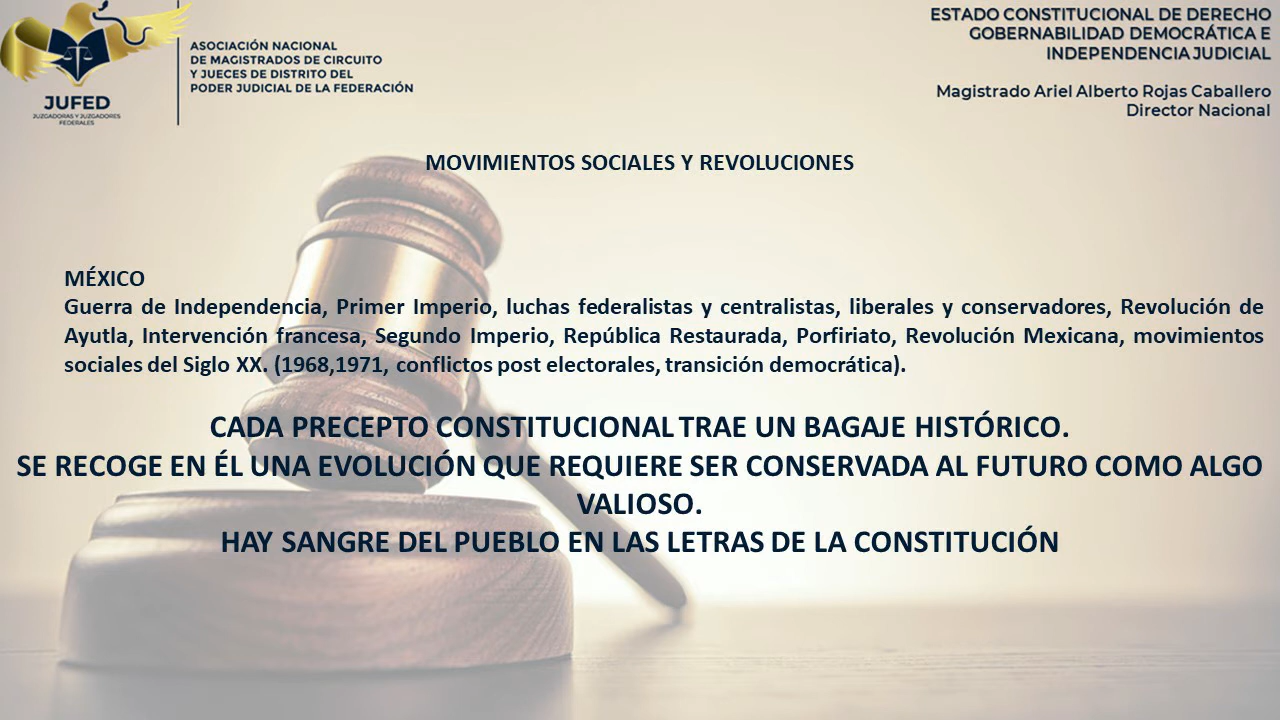 JUFED
JUZGADORAS Y JUZGADORES
FEDERALES
ASOCIACIÓN NACIONAL
DE MAGISTRADOS DE CIRCUITO
Y JUECES DE DISTRITO DEL
PODER JUDICIAL DE LA FEDERACIÓN
ESTADO CONSTITUCIONAL DE DERECHO
GOBERNABILIDAD DEMOCRÁTICA E
INDEPENDENCIA JUDICIAL
Magistrado Ariel Alberto Rojas Caballero
Director Nacional
MOVIMIENTOS SOCIALES Y REVOLUCIONES
MÉXICO
Guerra de Independencia, Primer Imperio, luchas federalistas y centralistas, liberales y conservadores, Revolución de
Ayutla, Intervención francesa, Segundo Imperio, República Restaurada, Porfiriato, Revolución Mexicana, movimientos
sociales del Siglo XX. (1968,1971, conflictos post electorales, transición democrática).
CADA PRECEPTO CONSTITUCIONAL TRAE UN BAGAJE HISTÓRICO.
SE RECOGE EN ÉL UNA EVOLUCIÓN QUE REQUIERE SER CONSERVADA AL FUTURO COMO ALGO
VALIOSO.
HAY SANGRE DEL PUEBLO EN LAS LETRAS DE LA CONSTITUCIÓN